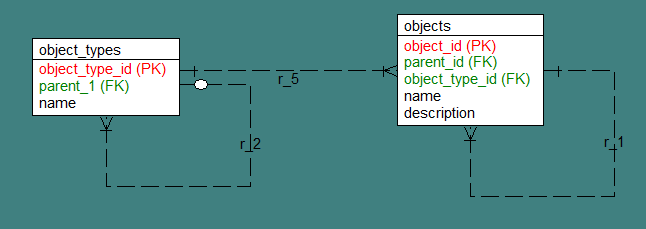 object_types
object_type_id (PK)
parent_1 (FK)
name
r_5
r_2
objects
object_id (PK)
parent_id (FK)
object_type_id (FK)
name
description
r_1